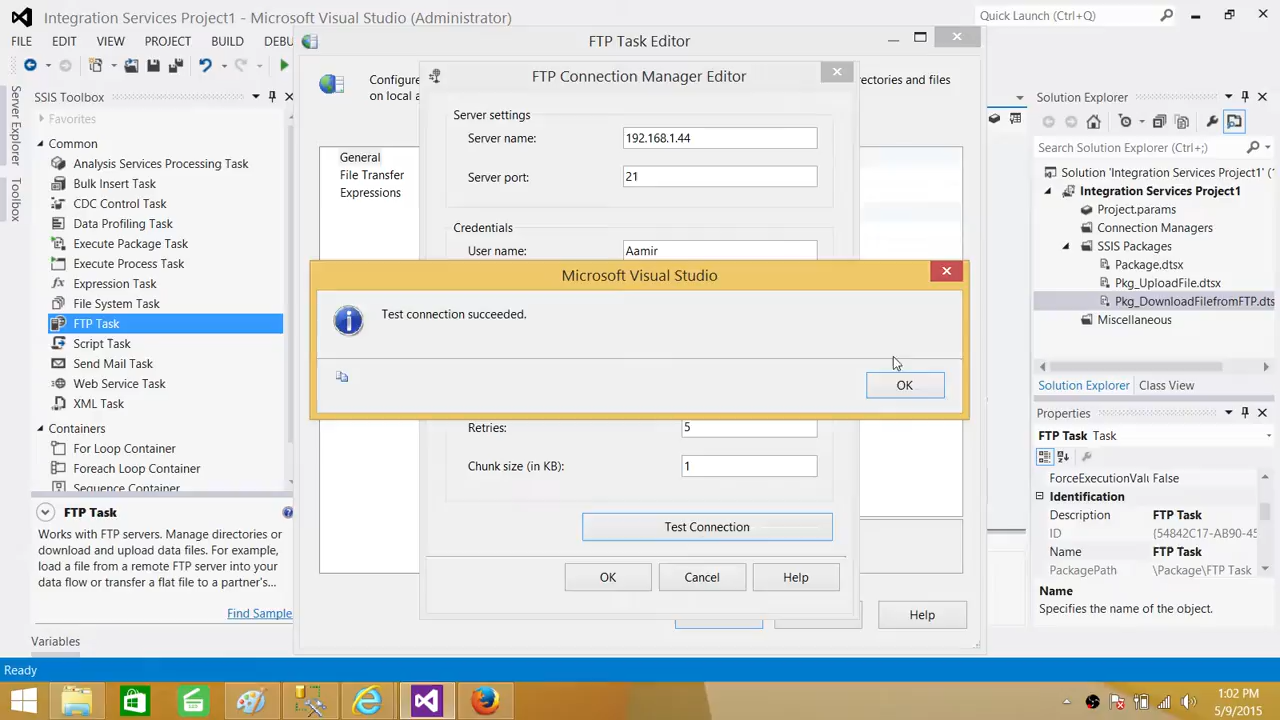 Integration Services Project1 - Microsoft Visual Studio (Administrator)
Quick Launch (Ctrl+Q)
FILE EDIT VIEW PROJECT BUILD DEBU
FTP Task Editor
Configure
directories and files
on local a
FTP Connection Manager Editor
Server settings
Server name: 192.168.1.44
Server port: 21
Credentials
User name: Aamir
General
File Transfer
Expressions
Microsoft Visual Studio
Test connection succeeded.
OK
Retries: 5
Chunk size (in KB): 1
Test Connection
OK Cancel Help
Help
Server Explorer
Toolbox
SSIS Toolbox
Favorites
Common
Analysis Services Processing Task
Bulk Insert Task
CDC Control Task
Data Profiling Task
Execute Package Task
Execute Process Task
Expression Task
File System Task
FTP Task
Script Task
Send Mail Task
Web Service Task
XML Task
Containers
For Loop Container
Foreach Loop Container
Sequence Container
FTP Task
Works with FTP servers. Manage directories or
download and upload data files. For example,
load a file from a remote FTP server into your
data flow or transfer a flat file to a partner's...
Find Sample
Variables
Solution Explorer
Search Solution Explorer (Ctrl+;)
Solution 'Integration Services Project1' (
Integration Services Project1
Project.params
Connection Managers
SSIS Packages
Package.dtsx
Pkg_UploadFile.dtsx
Pkg_DownloadFilefromFTP.dts
Miscellaneous
Solution Explorer Class View
Properties
FTP Task Task
ForceExecutionValu False
Identification
Description FTP Task
ID {54842C17-AB90-45
Name FTP Task
PackagePath \Package\FTP Task
Name
Specifies the name of the object.
Ready
1:02 PM
5/9/2015